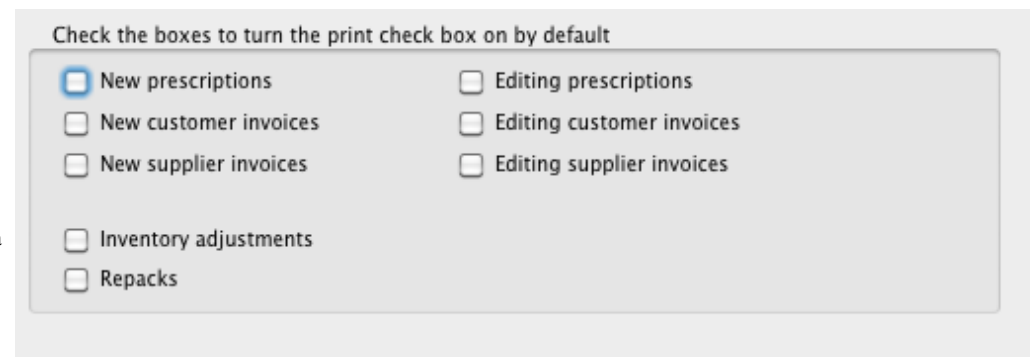 Check the boxes to turn the print check box on by default
New prescriptions
Editing prescriptions
New customer invoices
Editing customer invoices
New supplier invoices
Editing supplier invoices
Inventory adjustments
Repacks